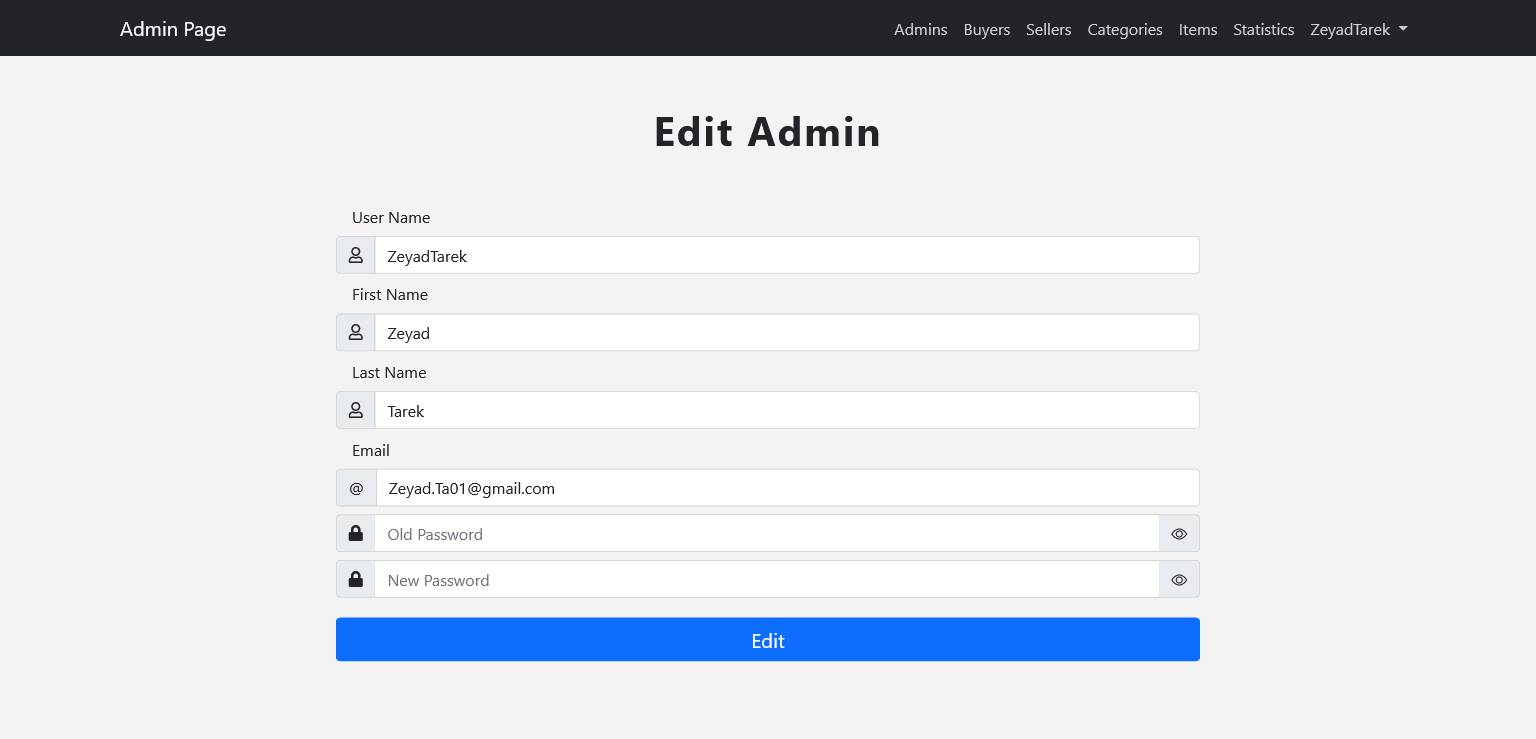 Admin Page Admins Buyers Sellers Categories Items Statistics ZeyadTarek
Edit Admin
User Name
ZeyadTarek
First Name
Zeyad
Last Name
Tarek
Email
@ Zeyad.Ta01@gmail.com
Old Password
New Password
Edit